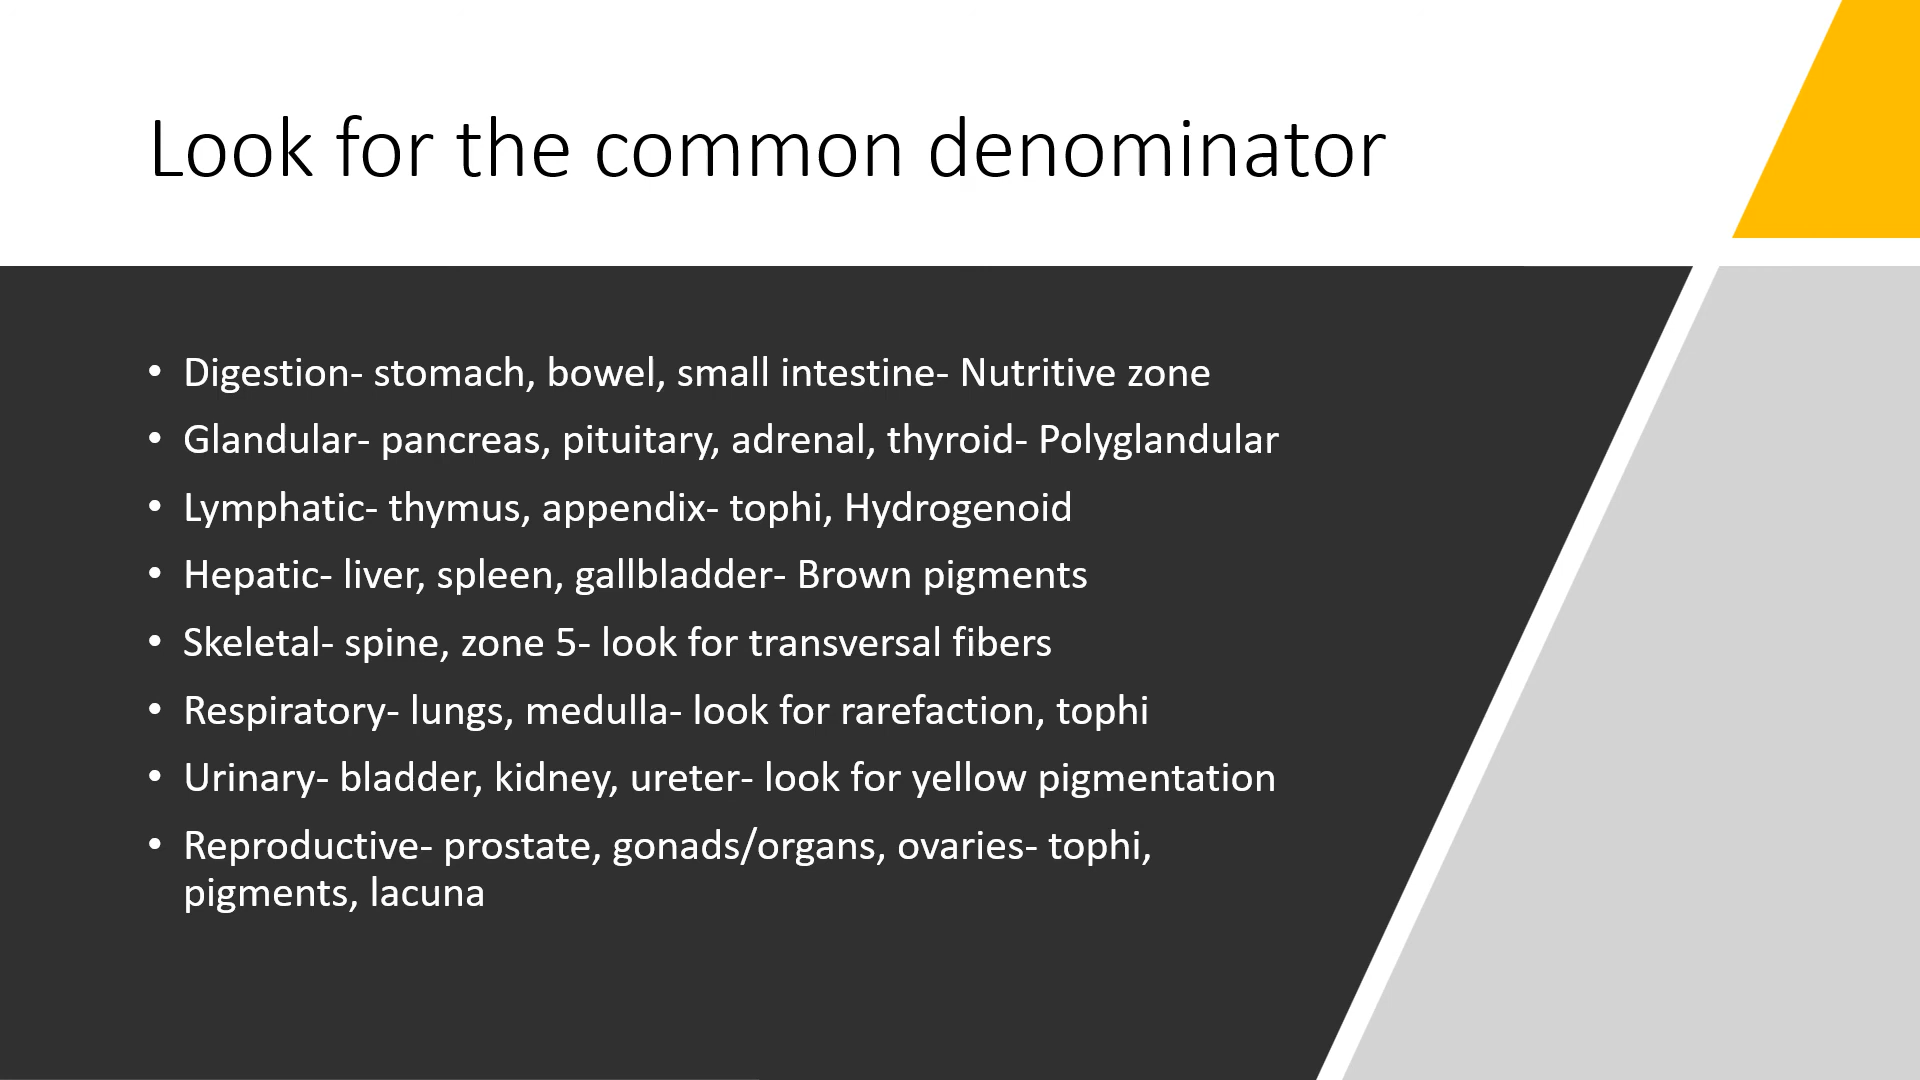 Look for the common denominator
• Digestion- stomach, bowel, small intestine- Nutritive zone
• Glandular- pancreas, pituitary, adrenal, thyroid- Polyglandular
• Lymphatic- thymus, appendix- tophi, Hydrogenoid
• Hepatic- liver, spleen, gallbladder- Brown pigments
• Skeletal- spine, zone 5- look for transversal fibers
• Respiratory- lungs, medulla- look for rarefaction, tophi
• Urinary- bladder, kidney, ureter- look for yellow pigmentation
• Reproductive- prostate, gonads/organs, ovaries- tophi,
pigments, lacuna